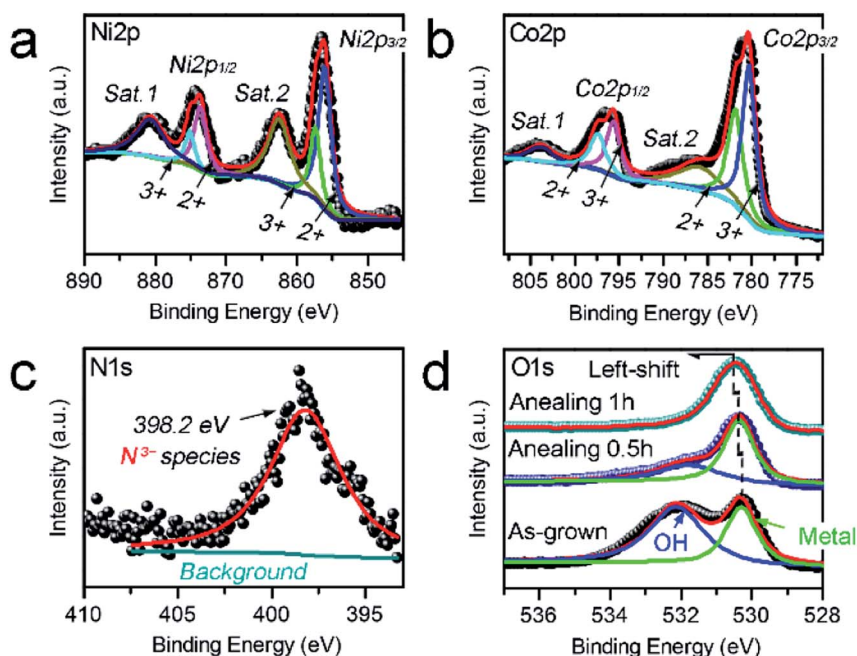 a
Ni2p
Ni2p3/2
Ni2p1/2
Sat.1
Sat.2
3+
2+
3+
2+
Intensity (a.u.)
890
880
870
860
850
Binding Energy (eV)
b
Co2p
Co2p3/2
Co2p1/2
Sat.1
Sat.2
2+
3+
2+
3+
Intensity (a.u.)
805
800
795
790
785
780
775
Binding Energy (eV)
c
N1s
398.2 eV
N3- species
Background
Intensity (a.u.)
410
405
400
395
Binding Energy (eV)
d
O1s
Left-shift
Anealing 1h
Anealing 0.5h
As-grown
OH
Metal
Intensity (a.u.)
536
534
532
530
528
Binding Energy (eV)